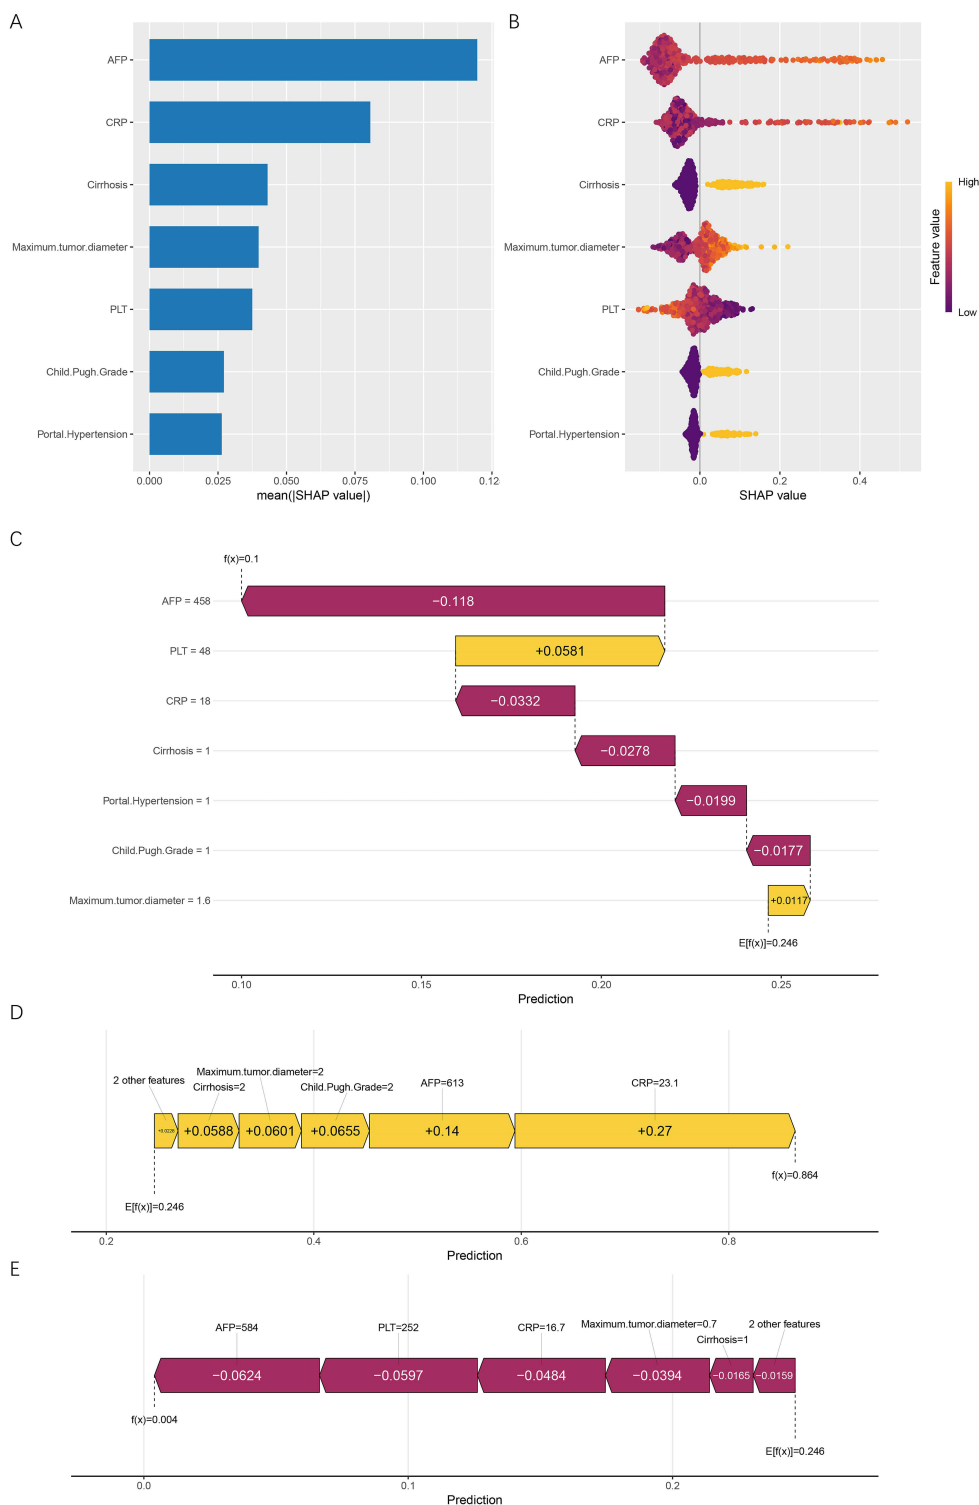 A
AFP
CRP
Cirrhosis
Maximum.tumor.diameter
PLT
Child.Pugh.Grade
Portal.Hypertension
0.000 0.025 0.050 0.075 0.100 0.12
mean(|SHAP value|)
B
AFP
CRP
Cirrhosis
Maximum.tumor.diameter
PLT
Child.Pugh.Grade
Portal.Hypertension
0.0 0.2 0.4
SHAP value
High
Feature value
Low
C
f(x)=0.1
AFP = 458 −0.118
PLT = 48 +0.0581
CRP = 18 −0.0332
Cirrhosis = 1 −0.0278
Portal.Hypertension = 1 −0.0199
Child.Pugh.Grade = 1 −0.0177
Maximum.tumor.diameter = 1.6 +0.0117
E[f(x)]=0.246
0.10 0.15 0.20 0.25
Prediction
D
Maximum.tumor.diameter=2
2 other features Cirrhosis=2 Child.Pugh.Grade=2 AFP=613 CRP=23.1
+0.0228 +0.0588 +0.0601 +0.0655 +0.14 +0.27
f(x)=0.864
E[f(x)]=0.246
0.2 0.4 0.6 0.8
Prediction
E
AFP=584 PLT=252 CRP=16.7 Maximum.tumor.diameter=0.7 2 other features
Cirrhosis=1
−0.0624 −0.0597 −0.0484 −0.0394 −0.0165 −0.0159
f(x)=0.004
E[f(x)]=0.246
0.0 0.1 0.2
Prediction